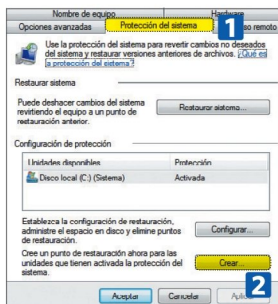 Nombre de equipo
Hardware
Opciones avanzadas
Protección del sistema
so remoto
1
Use la protección del sistema para revertir cambios no deseados
del sistema y restaurar versiones anteriores de archivos. ¿Qué es
la protección del sistema?
Restaurar sistema
Puede deshacer cambios del sistema
revirtiendo el equipo a un punto de
restauración anterior.
Restaurar sistema...
Configuración de protección
Unidades disponibles
Protección
Disco local (C:) (Sistema)
Activada
Establezca la configuración de restauración,
administre el espacio en disco y elimine puntos
de restauración.
Configurar...
Cree un punto de restauración ahora para las
unidades que tienen activada la protección del
sistema.
Crear...
2
Aceptar
Cancelar